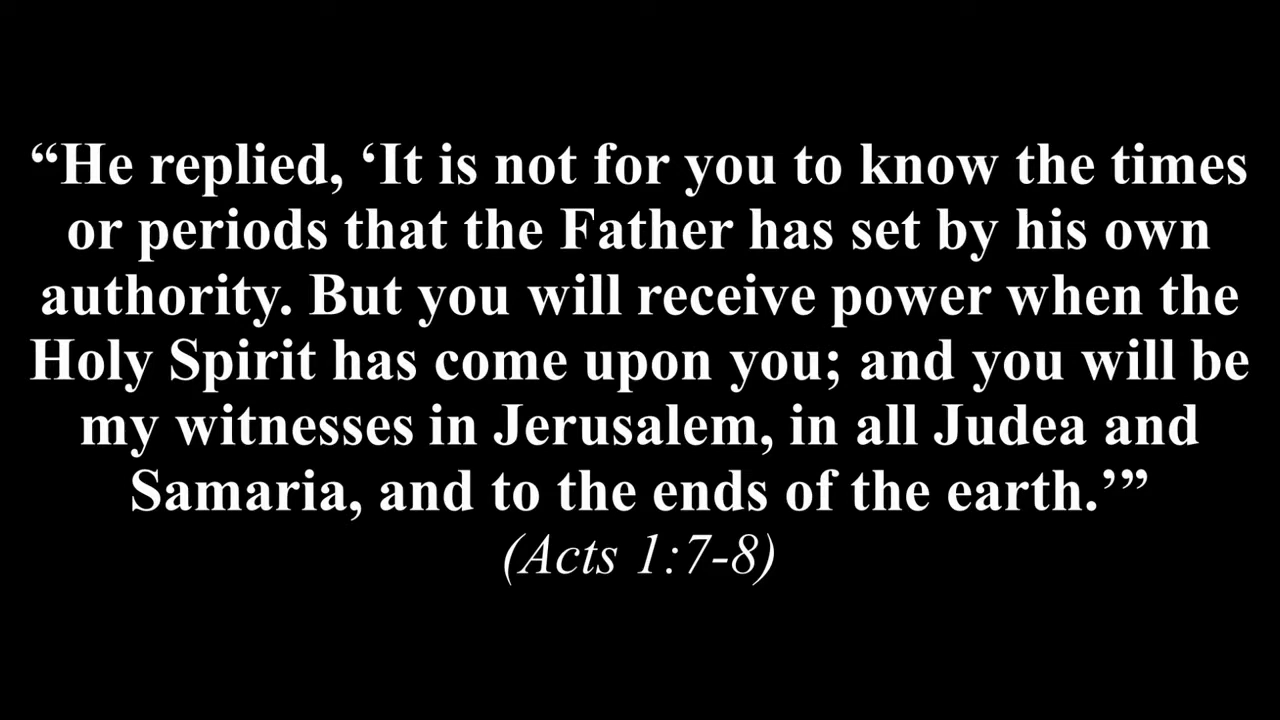 “He replied, ‘It is not for you to know the times
or periods that the Father has set by his own
authority. But you will receive power when the
Holy Spirit has come upon you; and you will be
my witnesses in Jerusalem, in all Judea and
Samaria, and to the ends of the earth.’”
(Acts 1:7-8)